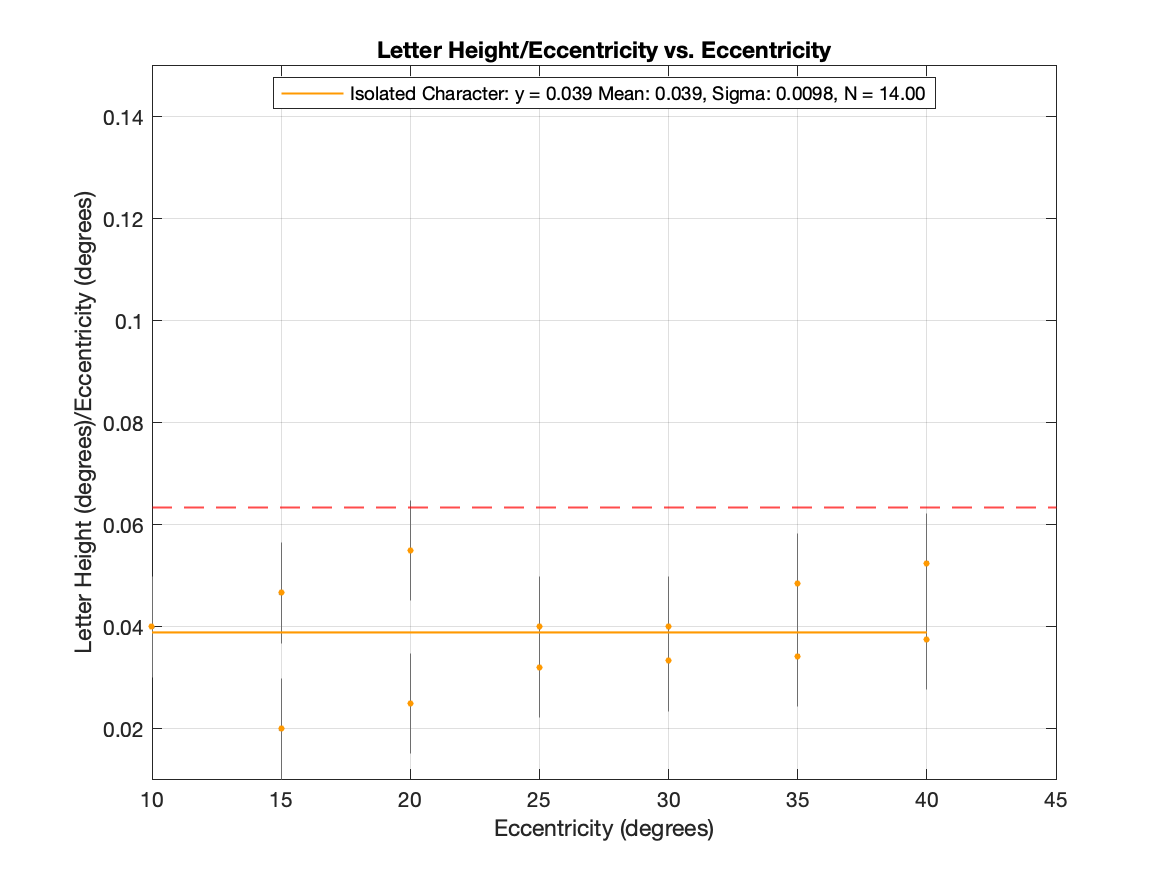 Letter Height/Eccentricity vs. Eccentricity
Isolated Character: y = 0.039 Mean: 0.039, Sigma: 0.0098, N = 14.00
Letter Height (degrees)/Eccentricity (degrees)
0.14
0.12
0.1
0.08
0.06
0.04
0.02
10 15 20 25 30 35 40 45
Eccentricity (degrees)